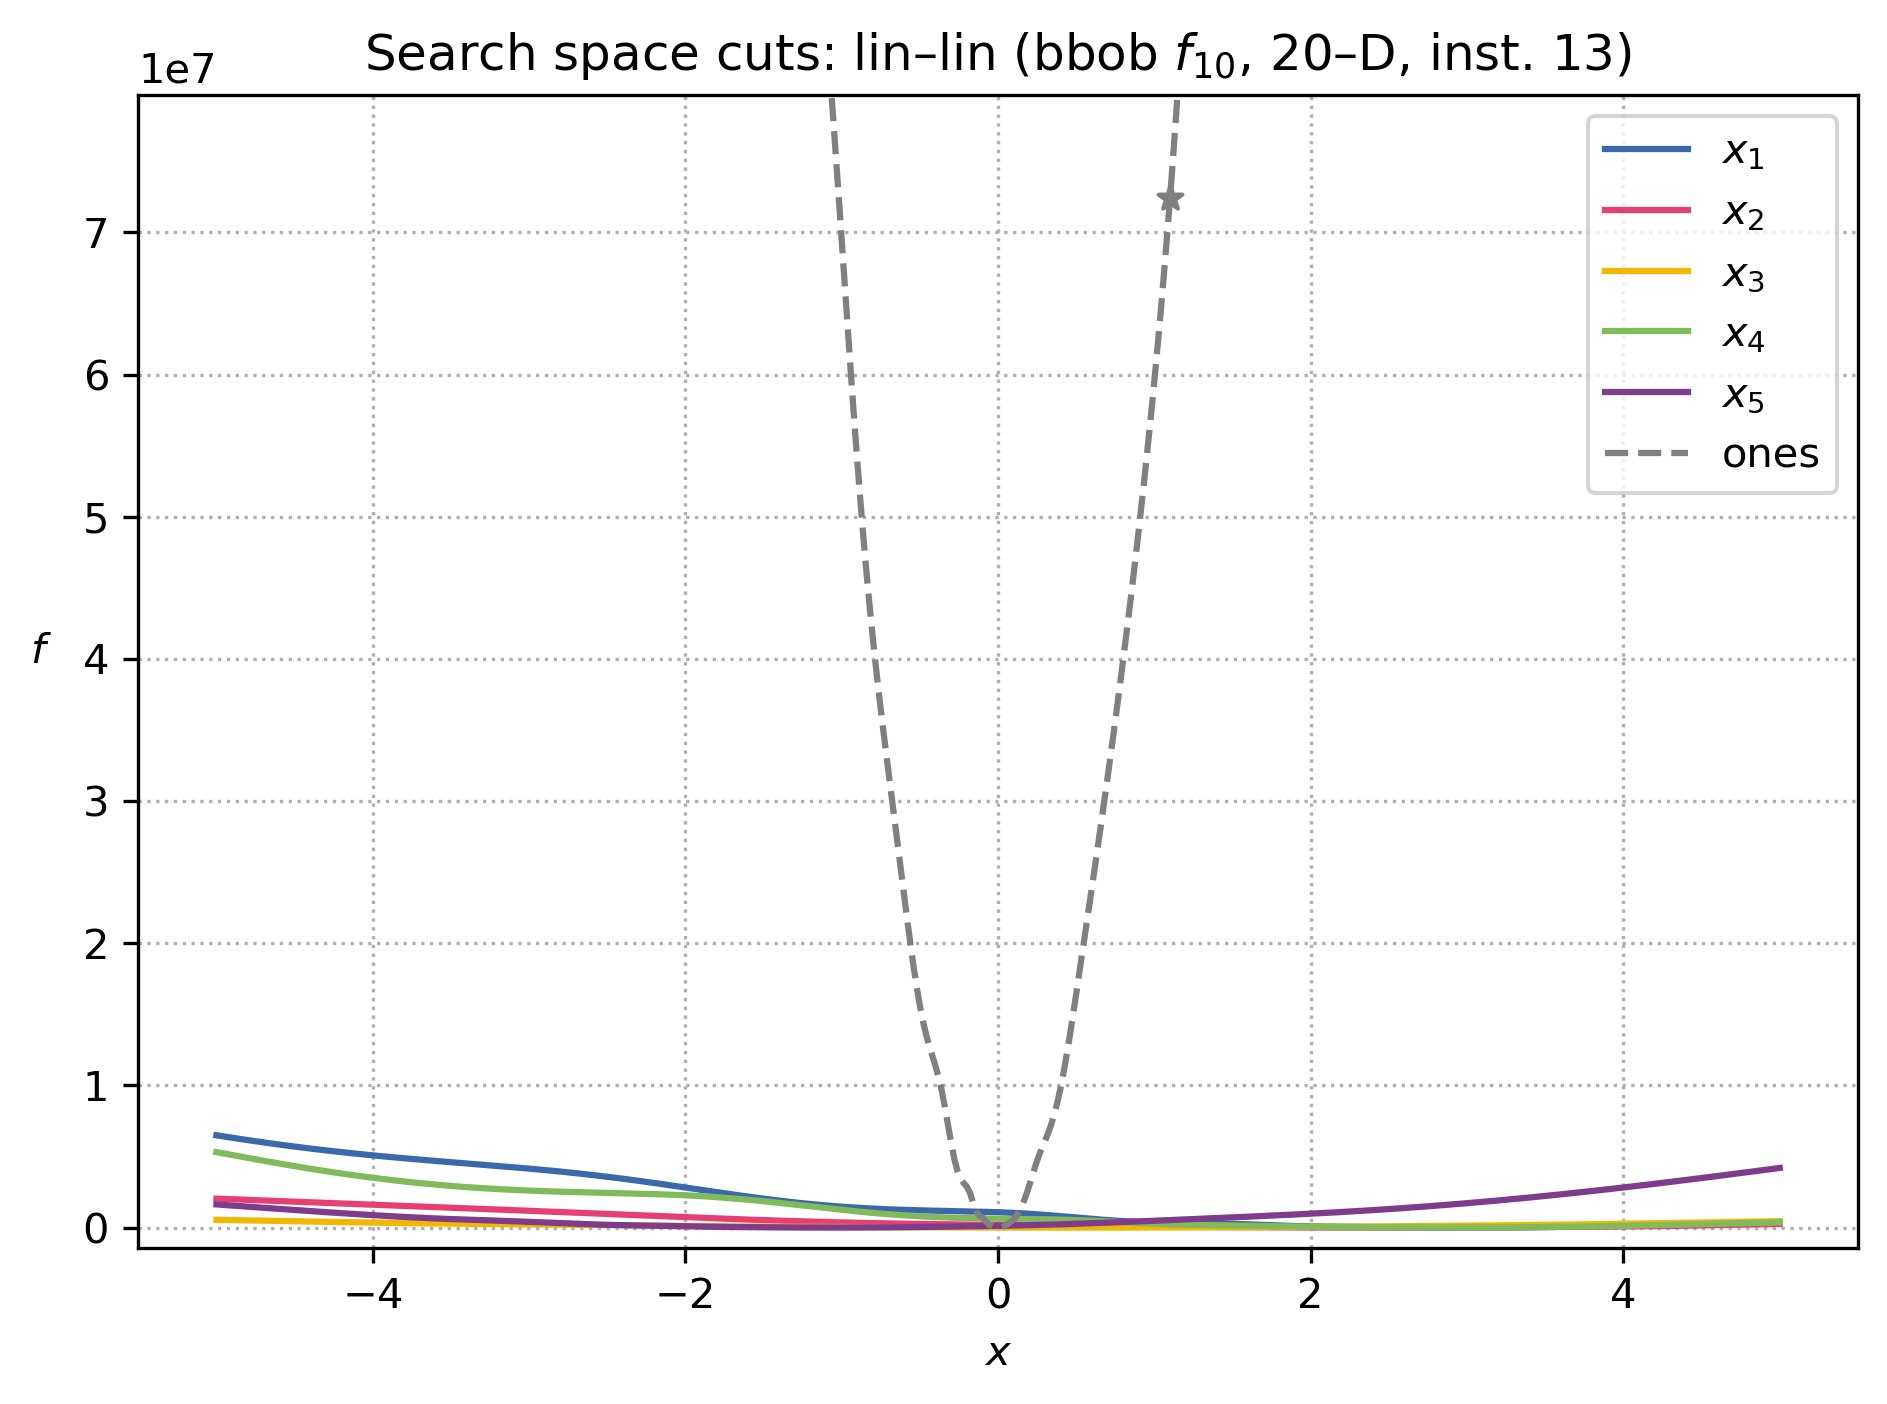 Search space cuts: lin–lin (bbob f₁₀, 20–D, inst. 13)
1e7
7
6
5
4
3
2
1
0
f
−4
−2
0
2
4
x
x₁
x₂
x₃
x₄
x₅
ones